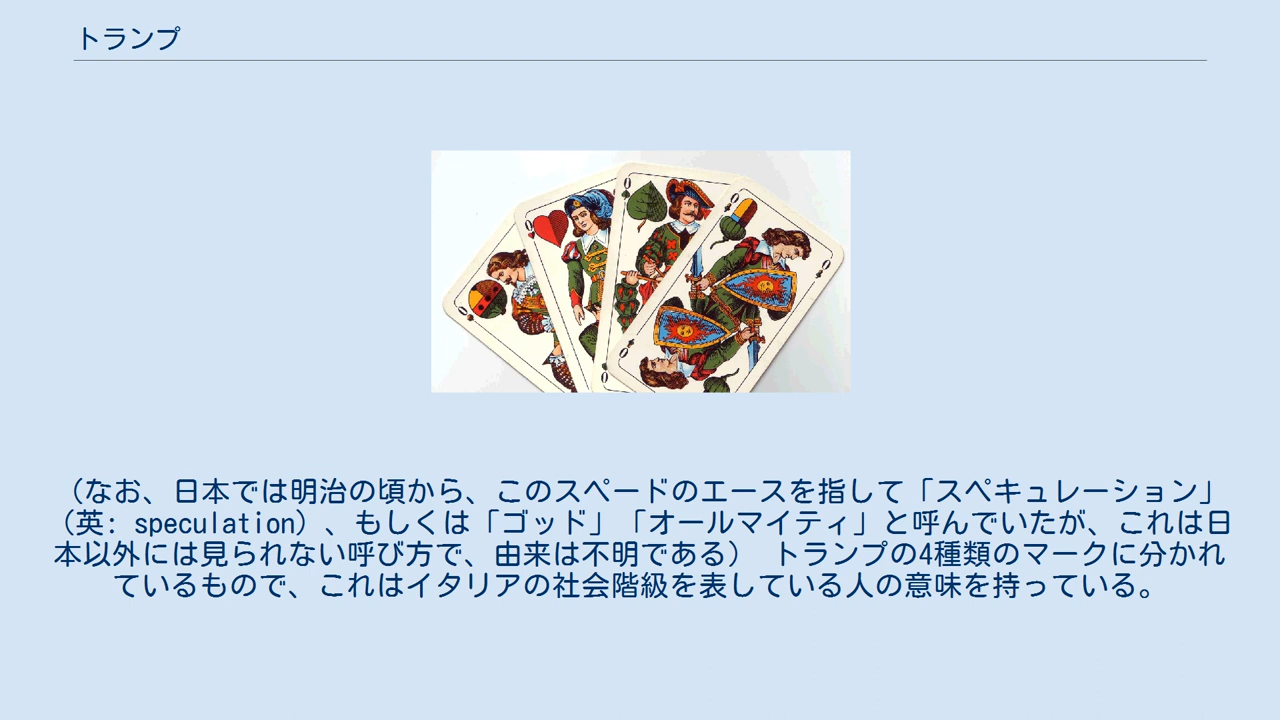 トランプ
（なお、日本では明治の頃から、このスペードのエースを指して「スペキュレーション」
（英: speculation）、もしくは「ゴッド」「オールマイティ」と呼んでいたが、これは日
本以外には見られない呼び方で、由来は不明である） トランプの4種類のマークに分かれ
ているもので、これはイタリアの社会階級を表している人の意味を持っている。